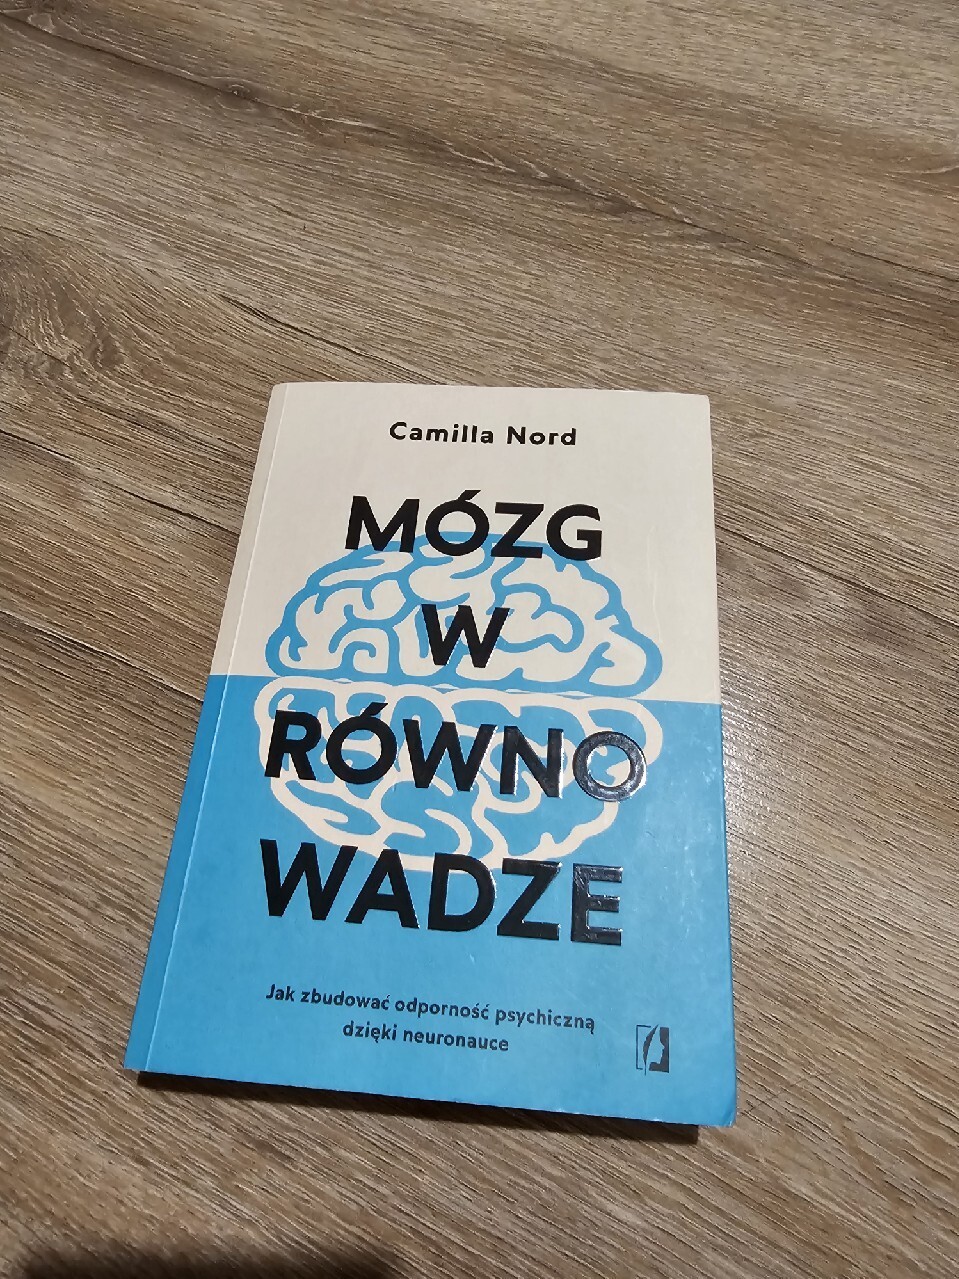 Camilla Nord
MÓZG
W
RÓWNO
WADZE
Jak zbudować odporność psychiczną
dzięki neuronauce